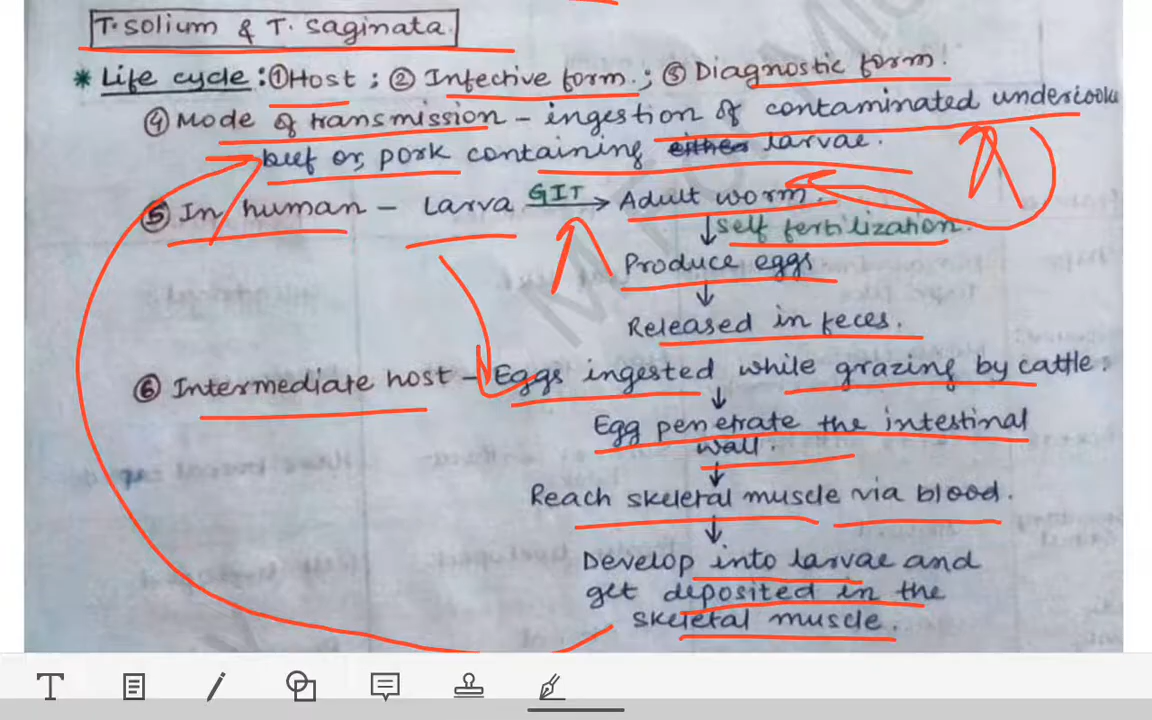 T. solium & T. saginata.
* Life cycle : ① Host ; ② Infective form. ; ③ Diagnostic form.
④ Mode of transmission - ingestion of contaminated
beef or, pork containing either larvae.
⑤ In human - Larva GIT → Adult worm.
↓ self fertilization.
Produce eggs
↓
Released in feces.
⑥ Intermediate host - Eggs ingested while grazing by cattle.
↓
Egg penetrate the intestinal
wall.
↓
Reach skeletal muscle via blood.
↓
Develop into larvae and
get deposited in the
skeletal muscle.
T